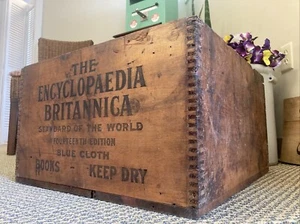 THE
ENCYCLOPAEDIA
BRITANNICA
STANDARD OF THE WORLD
FOURTEENTH EDITION
BLUE CLOTH
BOOKS - KEEP DRY